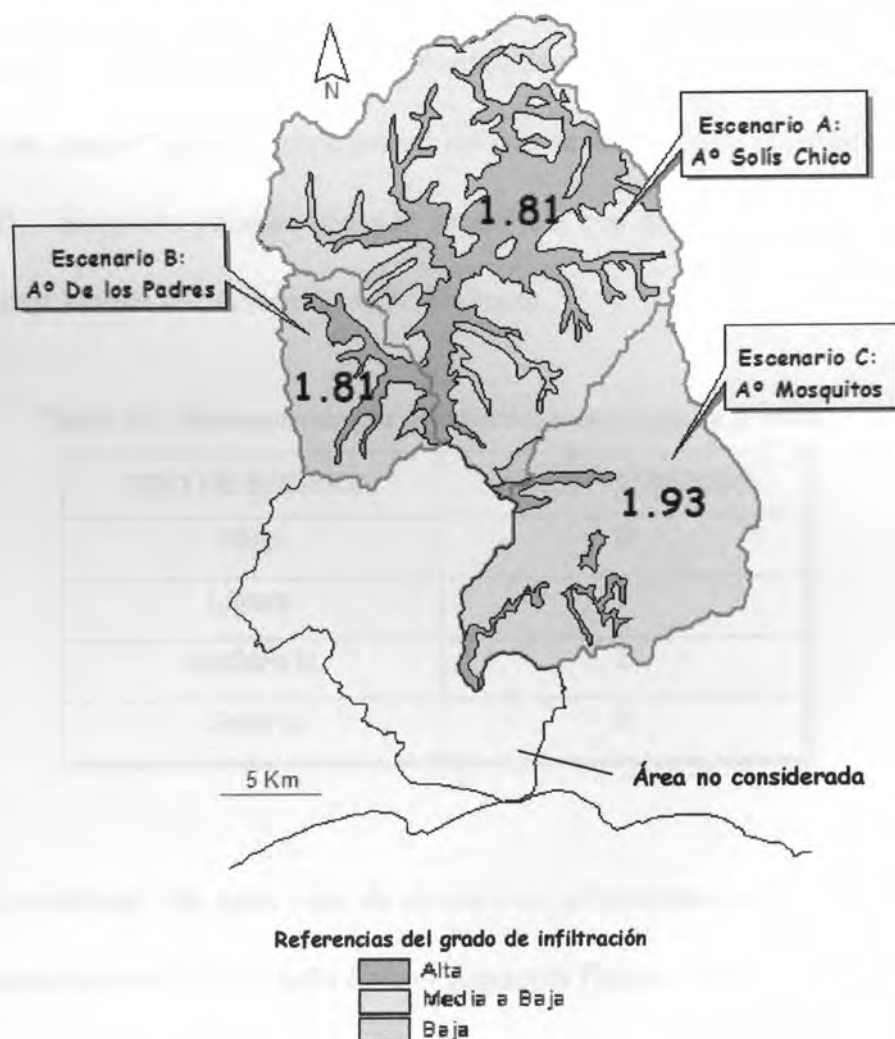 N
Escenario A:
Aº Solís Chico
1.81
Escenario B:
Aº De los Padres
1.81
Escenario C:
Aº Mosquitos
1.93
5 Km
Área no considerada
Referencias del grado de infiltración
Alta
Media a Baja
Baja